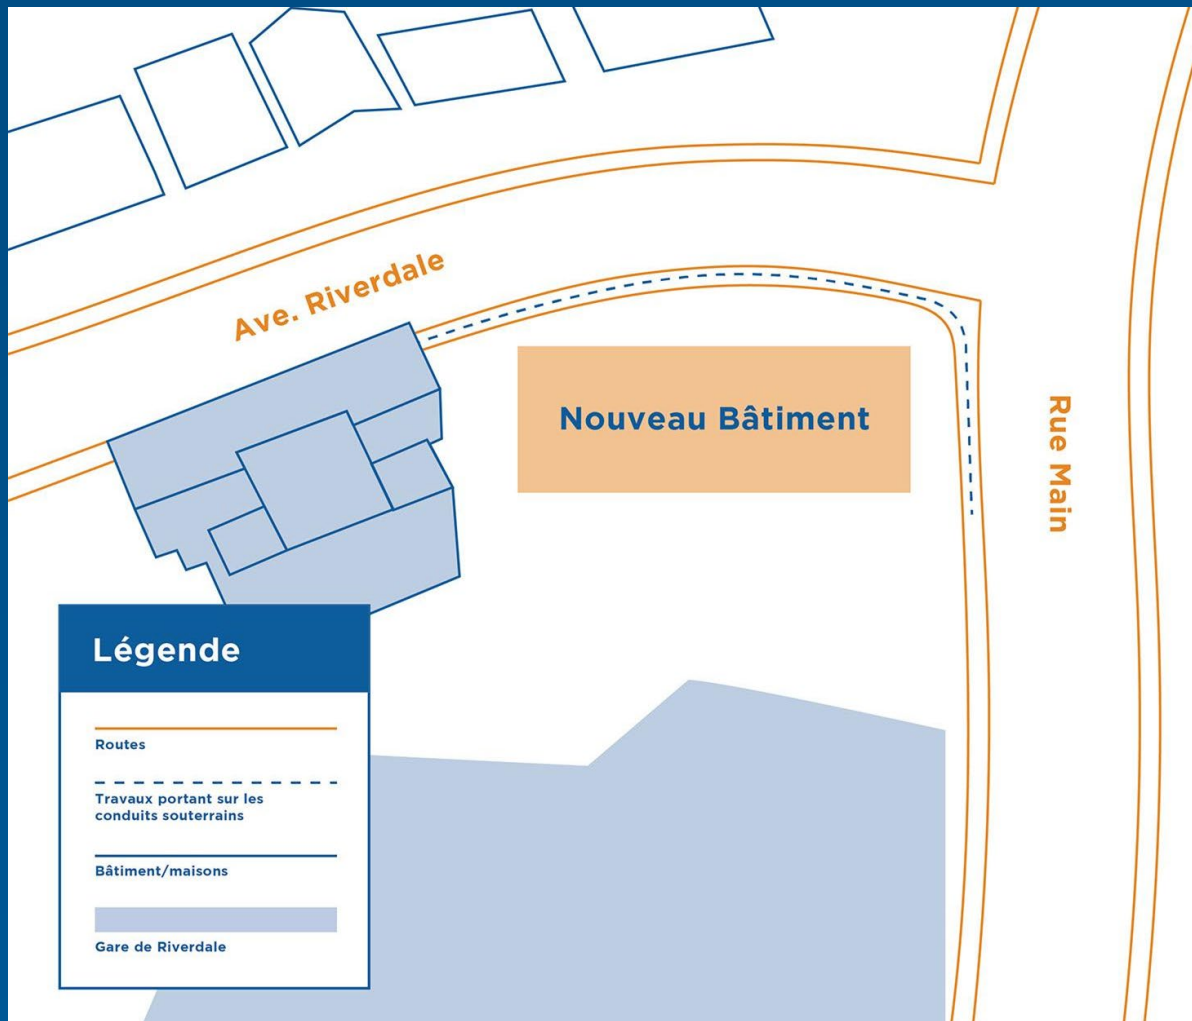 Ave. Riverdale
Nouveau Bâtiment
Rue Main
Légende
Routes
Travaux portant sur les
conduits souterrains
Bâtiment/maisons
Gare de Riverdale